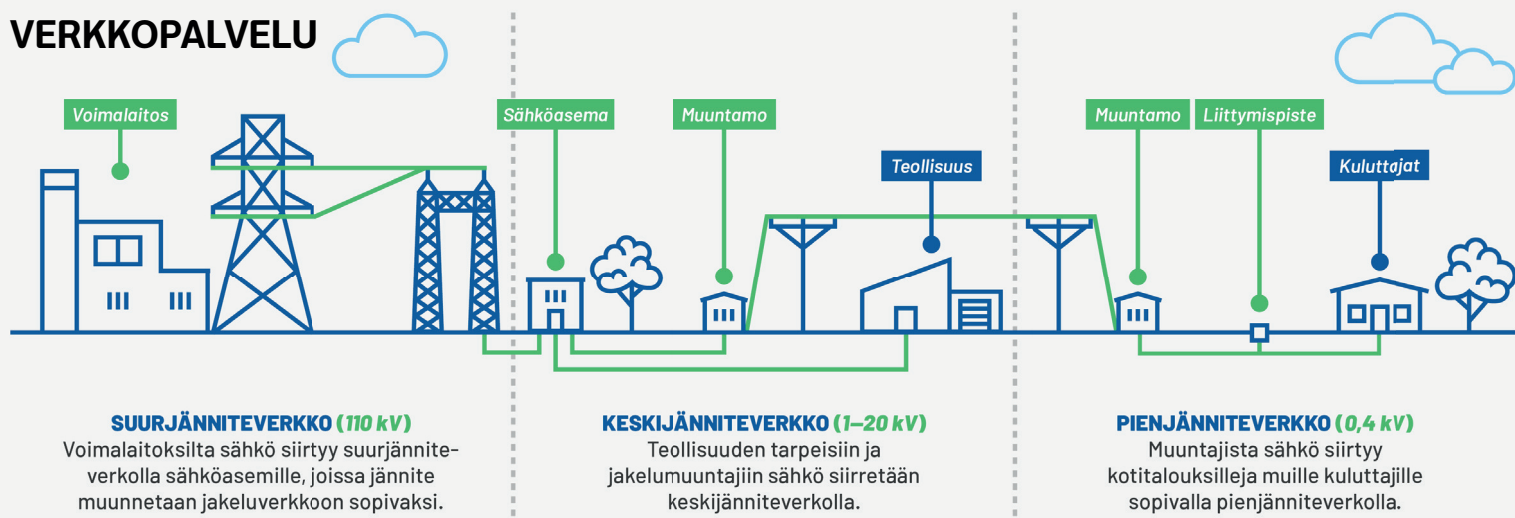 VERKKOPALVELU
Voimalaitos
Sähköasema
Muuntamo
Teollisuus
Muuntamo
Liittymispiste
Kuluttajat
SUURJÄNNITEVERKKO (110 kV)
Voimalaitoksilta sähkö siirtyy suurjännite-
verkolla sähköasemille, joissa jännite
muunnetaan jakeluverkkoon sopivaksi.
KESKIJÄNNITEVERKKO (1–20 kV)
Teollisuuden tarpeisiin ja
jakelumuuntajiin sähkö siirretään
keskijänniteverkolla.
PIENJÄNNITEVERKKO (0,4 kV)
Muuntajista sähkö siirtyy
kotitalouksilleja muille kuluttajille
sopivalla pienjänniteverkolla.